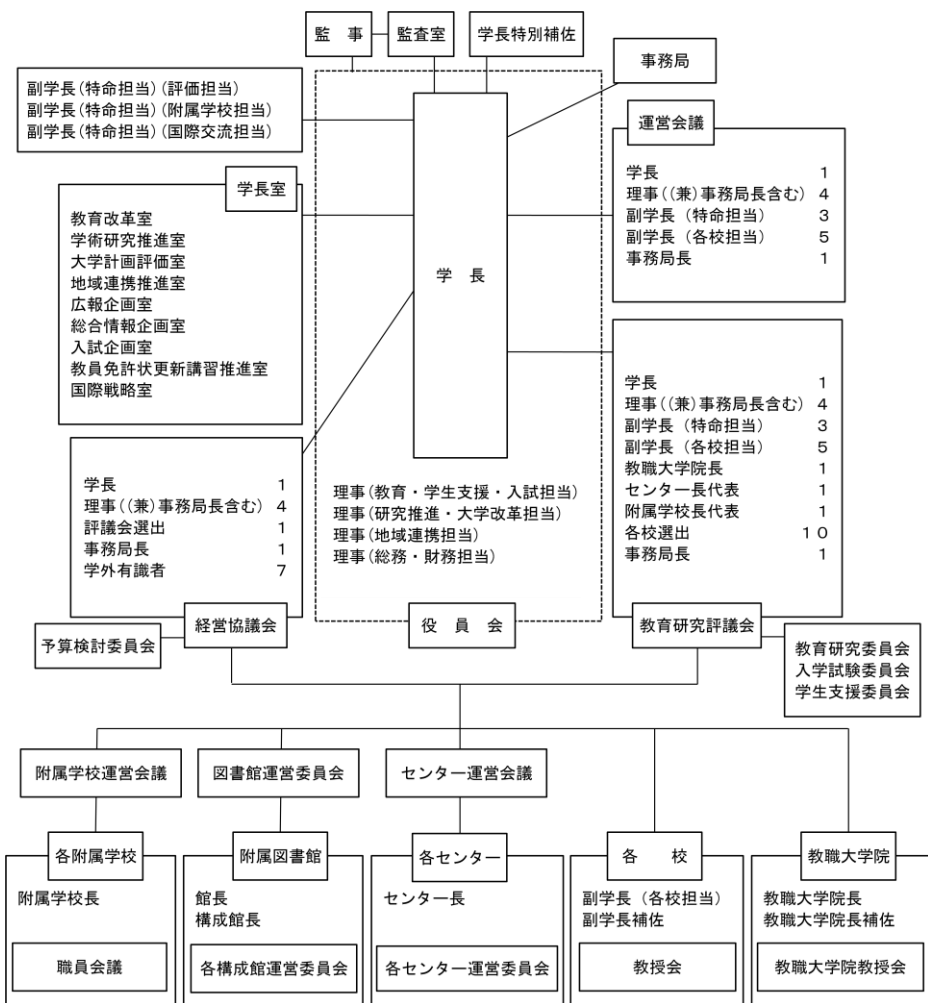 監　事
監査室
学長特別補佐
事務局
副学長(特命担当)(評価担当)
副学長(特命担当)(附属学校担当)
副学長(特命担当)(国際交流担当)
運営会議
学長　1
理事((兼)事務局長含む)　4
副学長（特命担当）　3
副学長（各校担当）　5
事務局長　1
学長室
教育改革室
学術研究推進室
大学計画評価室
地域連携推進室
広報企画室
総合情報企画室
入試企画室
教員免許状更新講習推進室
国際戦略室
学　長
学長　1
理事((兼)事務局長含む)　4
副学長（特命担当）　3
副学長（各校担当）　5
教職大学院長　1
センター長代表　1
附属学校長代表　1
各校選出　１０
事務局長　1
学長　1
理事((兼)事務局長含む)　4
評議会選出　1
事務局長　1
学外有識者　7
理事(教育・学生支援・入試担当)
理事(研究推進・大学改革担当)
理事(地域連携担当)
理事(総務・財務担当)
経営協議会
役　員　会
教育研究評議会
予算検討委員会
教育研究委員会
入学試験委員会
学生支援委員会
附属学校運営会議
図書館運営委員会
センター運営会議
各附属学校
附属図書館
各センター
各　校
教職大学院
附属学校長
館長
構成館長
センター長
副学長（各校担当）
副学長補佐
教職大学院長
教職大学院長補佐
職員会議
各構成館運営委員会
各センター運営委員会
教授会
教職大学院教授会